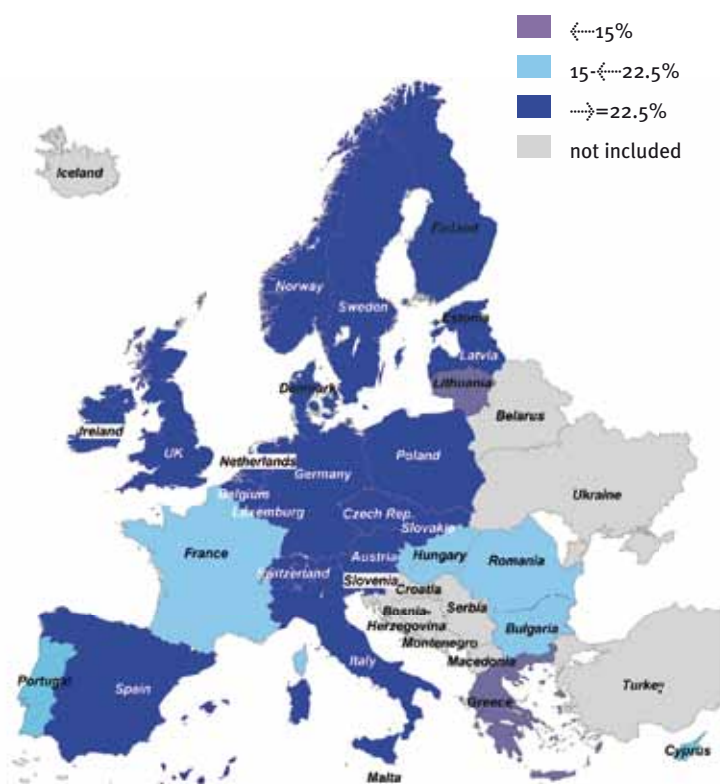 <----15%
15-<----22.5%
---->=22.5%
not included
Iceland
Finland
Norway
Sweden
Estonia
Latvia
Denmark
Lithuania
Belarus
Ireland
UK
Netherlands
Germany
Poland
Ukraine
Belgium
Luxemburg
Czech Rep.
Slovakia
France
Austria
Hungary
Romania
Switzerland
Slovenia
Croatia
Bosnia-
Herzegovina
Serbia
Montenegro
Bulgaria
Italy
Macedonia
Portugal
Spain
Greece
Turkey
Cyprus
Malta